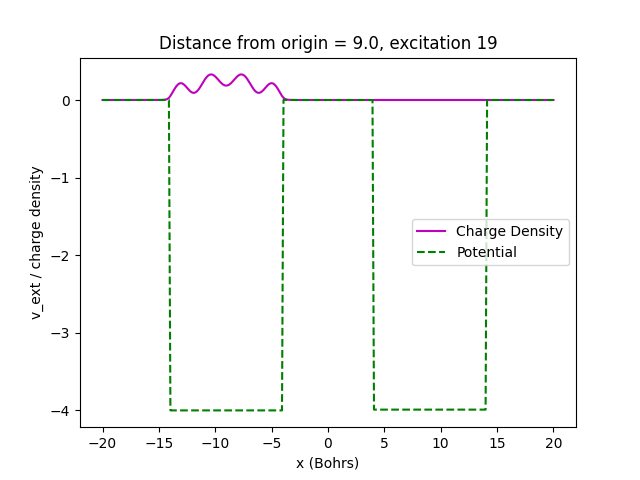 Distance from origin = 9.0, excitation 19
v_ext / charge density
0
−1
−2
−3
−4
Charge Density
Potential
−20 −15 −10 −5 0 5 10 15 20
x (Bohrs)